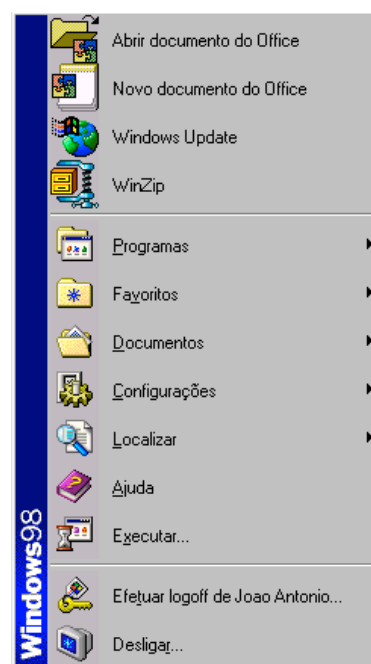 Abrir documento do Office
Novo documento do Office
Windows Update
WinZip
Programas
Favoritos
Documentos
Configurações
Localizar
Ajuda
Executar...
Efetuar logoff de Joao Antonio...
Desligar...
Windows98